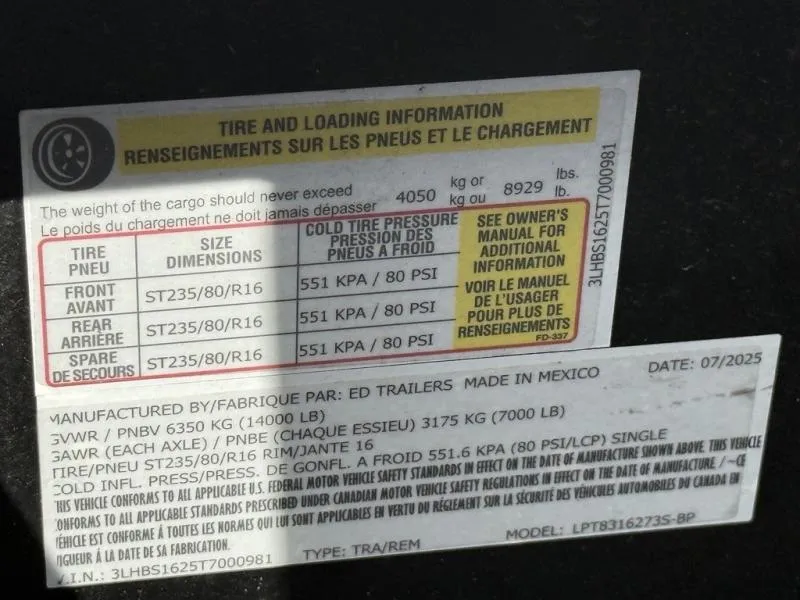 TIRE AND LOADING INFORMATION
RENSEIGNEMENTS SUR LES PNEUS ET LE CHARGEMENT
The weight of the cargo should never exceed 4050 kg or 8929 lbs.
Le poids du chargement ne doit jamais dépasser kg ou lb.
TIRE PNEU
SIZE DIMENSIONS
COLD TIRE PRESSURE
PRESSION DES
PNEUS A FROID
FRONT AVANT ST235/80/R16 551 KPA / 80 PSI
REAR ARRIÈRE ST235/80/R16 551 KPA / 80 PSI
SPARE DE SECOURS ST235/80/R16 551 KPA / 80 PSI
SEE OWNER'S
MANUAL FOR
ADDITIONAL
INFORMATION
VOIR LE MANUEL
DE L'USAGER
POUR PLUS DE
RENSEIGNEMENTS
FD-337
3LHBS1625T7000981
MANUFACTURED BY/FABRIQUE PAR: ED TRAILERS MADE IN MEXICO DATE: 07/2025
GVWR / PNBV 6350 KG (14000 LB)
GAWR (EACH AXLE) / PNBE (CHAQUE ESSIEU) 3175 KG (7000 LB)
TIRE/PNEU ST235/80/R16 RIM/JANTE 16
COLD INFL. PRESS/PRESS. DE GONFL. A FROID 551.6 KPA (80 PSI/LCP) SINGLE
THIS VEHICLE CONFORMS TO ALL APPLICABLE U.S. FEDERAL MOTOR VEHICLE SAFETY STANDARDS IN EFFECT ON THE DATE OF MANUFACTURE SHOWN ABOVE. THIS VEHICLE
CONFORMS TO ALL APPLICABLE STANDARDS PRESCRIBED UNDER CANADIAN MOTOR VEHICLE SAFETY REGULATIONS IN EFFECT ON THE DATE OF MANUFACTURE. / ~CE
VÉHICLE EST CONFORME À TOUTES LES NORMES QUI LUI SONT APPLICABLES EN VERTU DU RÉGLEMENT SUR LA SÉCURITÉ DES VÉHICULES AUTOMOBILES DU CANADA EN
VIGUEUR À LA DATE DE SA FABRICATION.
V.I.N.: 3LHBS1625T7000981 TYPE: TRA/REM MODEL: LPT8316273S-BP